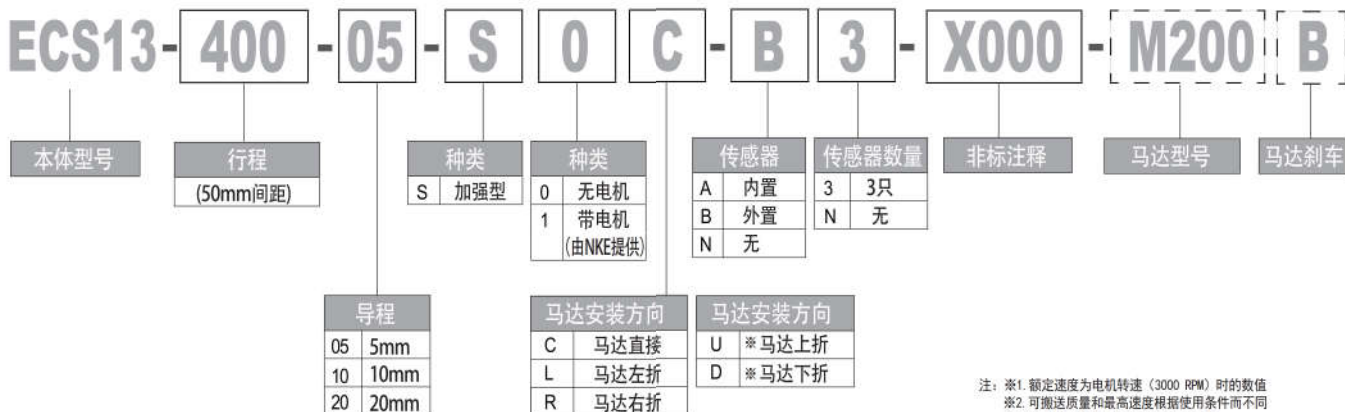 ECS13-400-05-S0C-B3-X000-M200B
本体型号 行程 种类 种类 传感器 传感器数量 非标注释 马达型号 马达刹车
(50mm间距) S 加强型 0 无电机 A 内置 3 3只
1 带电机 B 外置 N 无
(由NKE提供) N 无
导程 马达安装方向 马达安装方向
05 5mm C 马达直接 U ※马达上折
10 10mm L 马达左折 D ※马达下折
20 20mm R 马达右折
注：※1. 额定速度为电机转速（3000 RPM）时的数值
※2. 可搬送质量和最高速度根据使用条件而不同